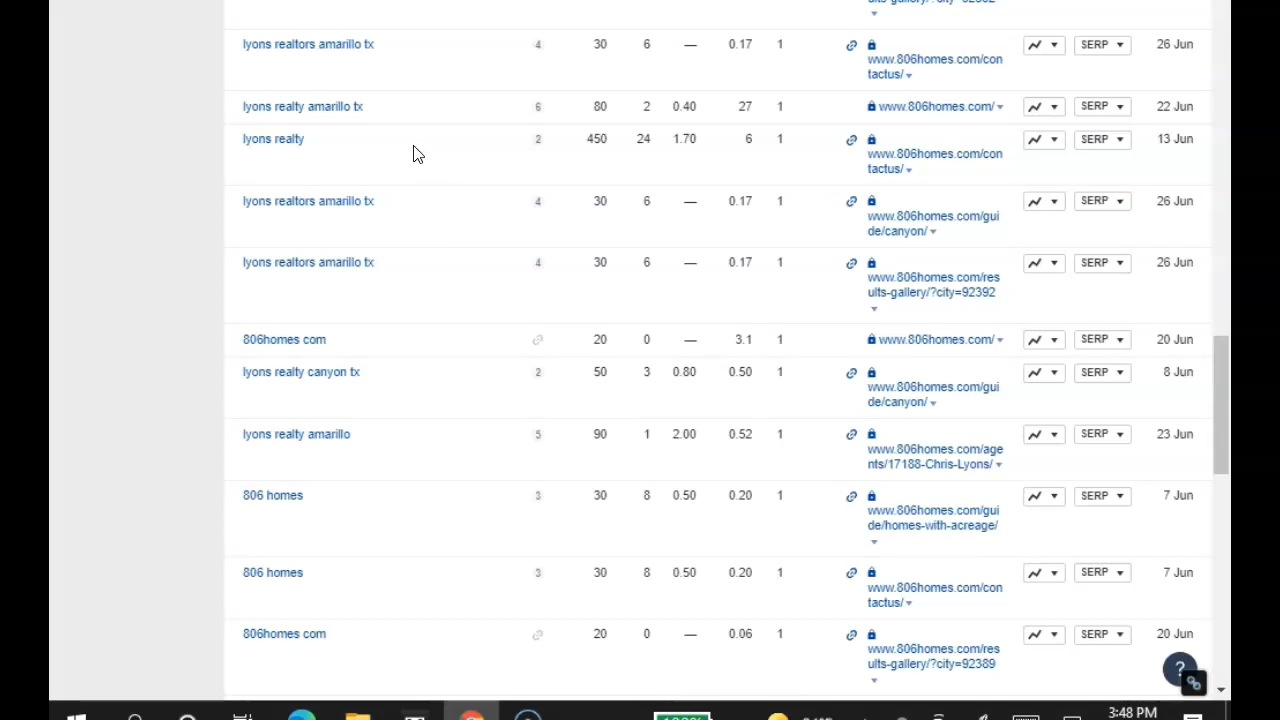 lyons realtors amarillo tx 4 30 6 — 0.17 1 SERP 26 Jun
www.806homes.com/con
tactus/
lyons realty amarillo tx 6 80 2 0.40 27 1 www.806homes.com/ SERP 22 Jun
lyons realty 2 450 24 1.70 6 1 SERP 13 Jun
www.806homes.com/con
tactus/
lyons realtors amarillo tx 4 30 6 — 0.17 1 SERP 26 Jun
www.806homes.com/gui
de/canyon/
lyons realtors amarillo tx 4 30 6 — 0.17 1 SERP 26 Jun
www.806homes.com/res
ults-gallery/?city=92392
806homes com 20 0 — 3.1 1 www.806homes.com/ SERP 20 Jun
lyons realty canyon tx 2 50 3 0.80 0.50 1 SERP 8 Jun
www.806homes.com/gui
de/canyon/
lyons realty amarillo 5 90 1 2.00 0.52 1 SERP 23 Jun
www.806homes.com/age
nts/17188-Chris-Lyons/
806 homes 3 30 8 0.50 0.20 1 SERP 7 Jun
www.806homes.com/gui
de/homes-with-acreage/
806 homes 3 30 8 0.50 0.20 1 SERP 7 Jun
www.806homes.com/con
tactus/
806homes com 20 0 — 0.06 1 SERP 20 Jun
www.806homes.com/res
ults-gallery/?city=92389
?
3:48 PM